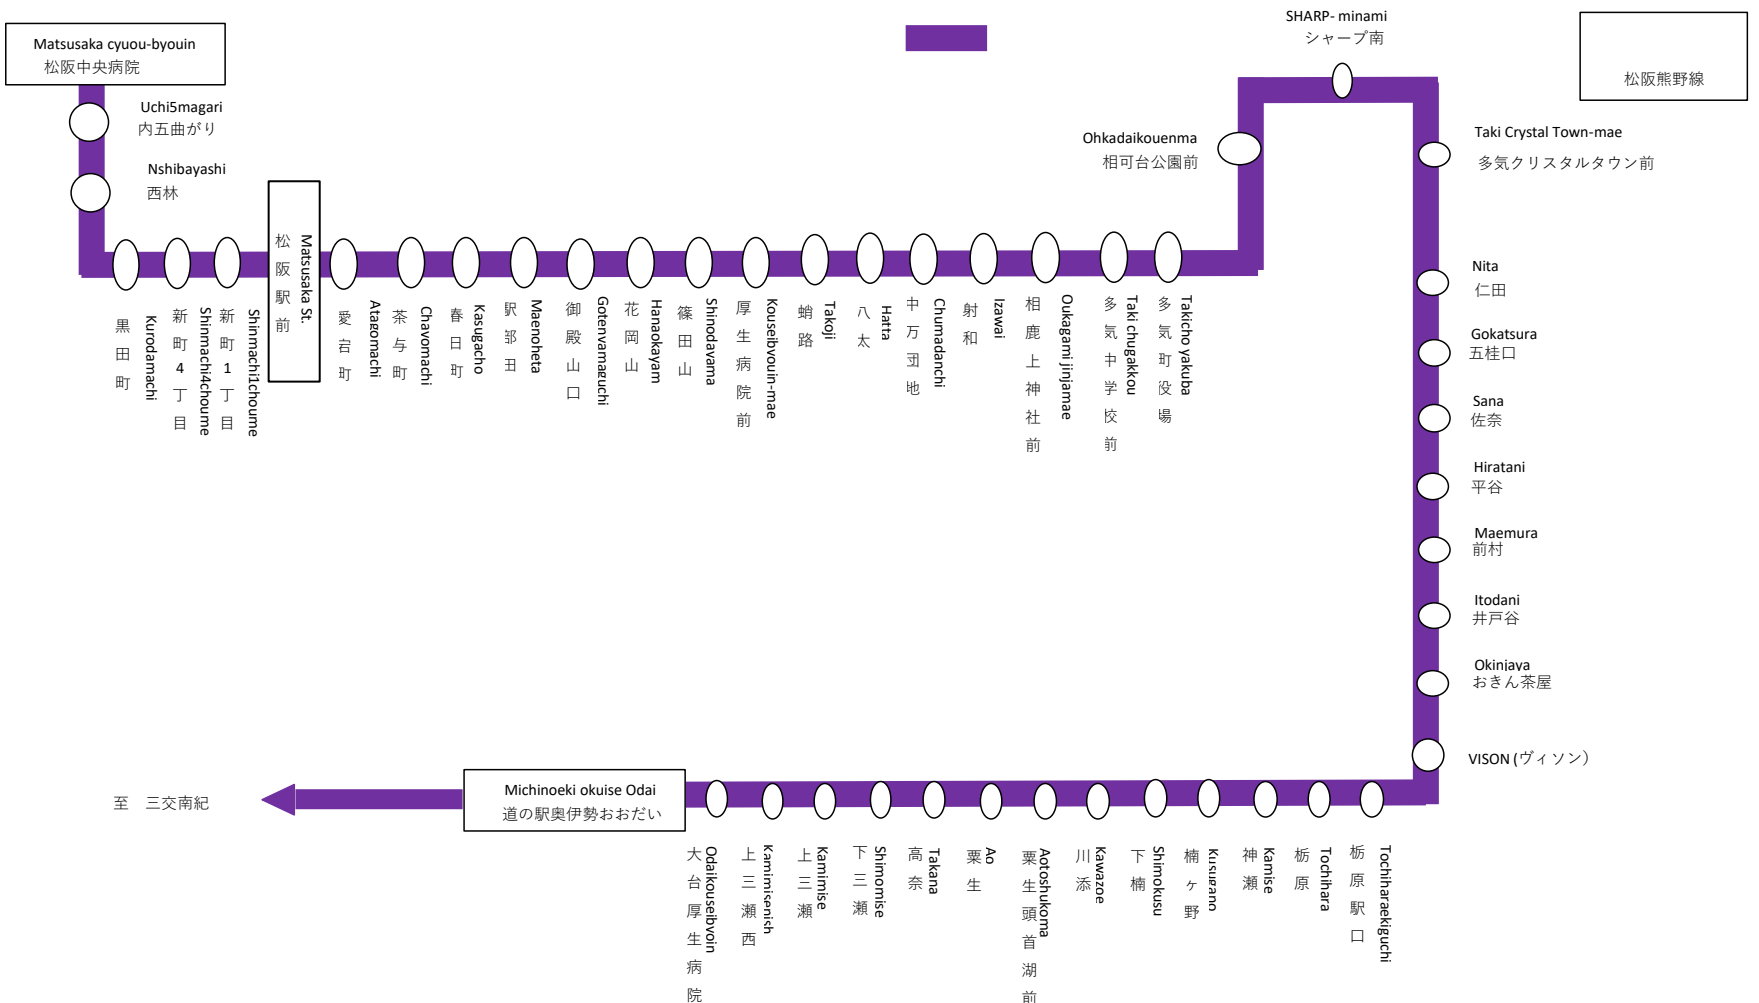 Matsusaka cyuou-byouin
松阪中央病院
Uchi5magari
内五曲がり
Nshibayashi
西林
黒田町
Kurodamachi
新町4丁目
Shinmachi4choume
新町1丁目
Shinmachi1choume
松阪駅前
Matsusaka St.
愛宕町
Atagomachi
茶与町
Chayomachi
春日町
Kasugacho
駅部田
Maenoheta
御殿山口
Gotenyamaguchi
花岡山
Hanaokayam
篠田山
Shinodayama
厚生病院前
Kouseibyouin-mae
蛸路
Takoji
八太
Hatta
中万団地
Chumadanchi
射和
Izawai
相鹿上神社前
Oukagami jinjamae
多気中学校前
Taki chugakkou
多気町役場
Takicho yakuba
Ohkadaikouenma
相可台公園前
SHARP- minami
シャープ南
松阪熊野線
Taki Crystal Town-mae
多気クリスタルタウン前
Nita
仁田
Gokatsura
五桂口
Sana
佐奈
Hiratani
平谷
Maemura
前村
Itodani
井戸谷
Okinjaya
おきん茶屋
VISON (ヴィソン)
栃原駅口
Tochiharaekiguchi
栃原
Tochihara
神瀬
Kamise
楠ヶ野
Kusugano
下楠
Shimokusu
川添
Kawazoe
粟生頭首湖前
Aotoshukoma
粟生
Ao
高奈
Takana
下三瀬
Shimomise
上三瀬
Kamimise
上三瀬西
Kamimisenish
大台厚生病院
Odaikouseibyoin
Michinoeki okuise Odai
道の駅奥伊勢おおだい
至 三交南紀